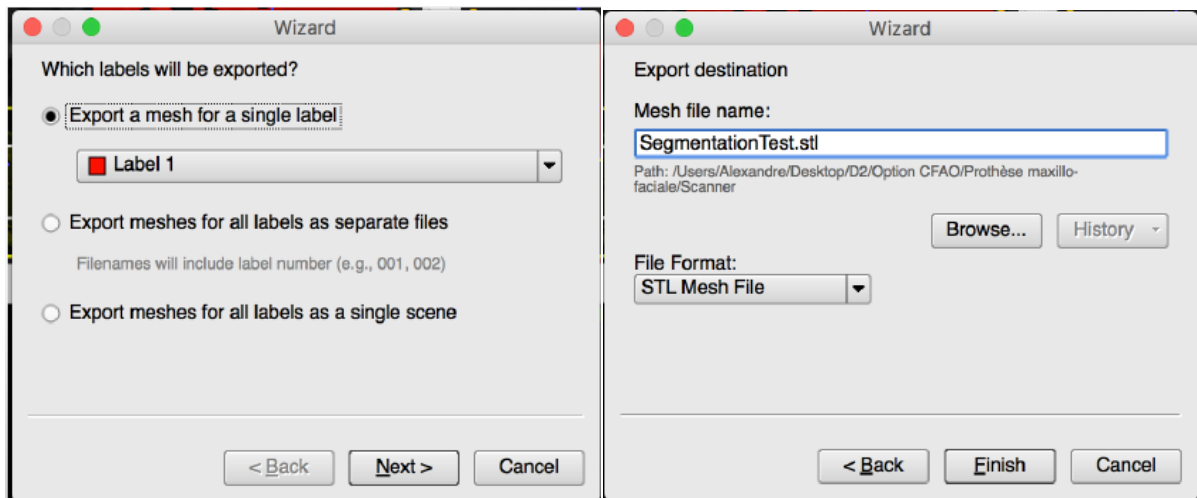 Wizard
Which labels will be exported?
Export a mesh for a single label
Label 1
Export meshes for all labels as separate files
Filenames will include label number (e.g., 001, 002)
Export meshes for all labels as a single scene
< Back
Next >
Cancel
Wizard
Export destination
Mesh file name:
SegmentationTest.stl
Path: /Users/Alexandre/Desktop/D2/Option CFAO/Prothèse maxillo-
faciale/Scanner
Browse...
History
File Format:
STL Mesh File
< Back
Finish
Cancel